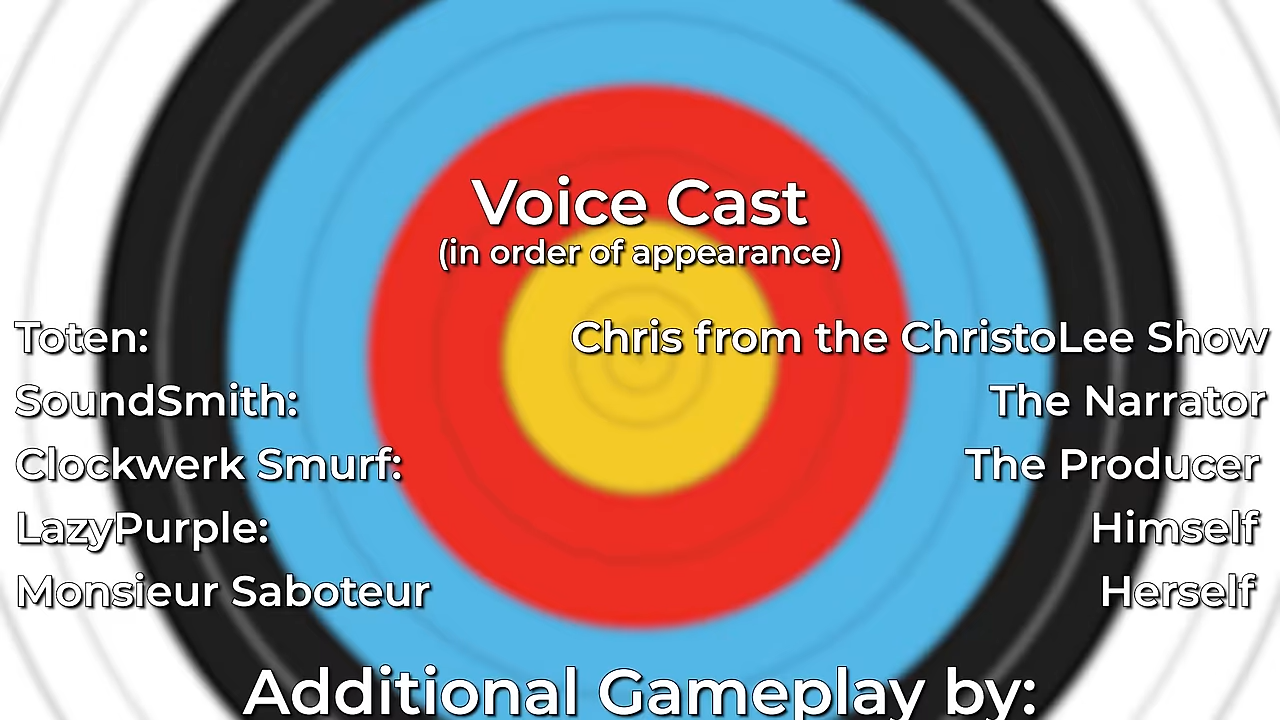 Voice Cast
(in order of appearance)
Toten: Chris from the ChristoLee Show
SoundSmith: The Narrator
Clockwerk Smurf: The Producer
LazyPurple: Himself
Monsieur Saboteur Herself
Additional Gameplay by: